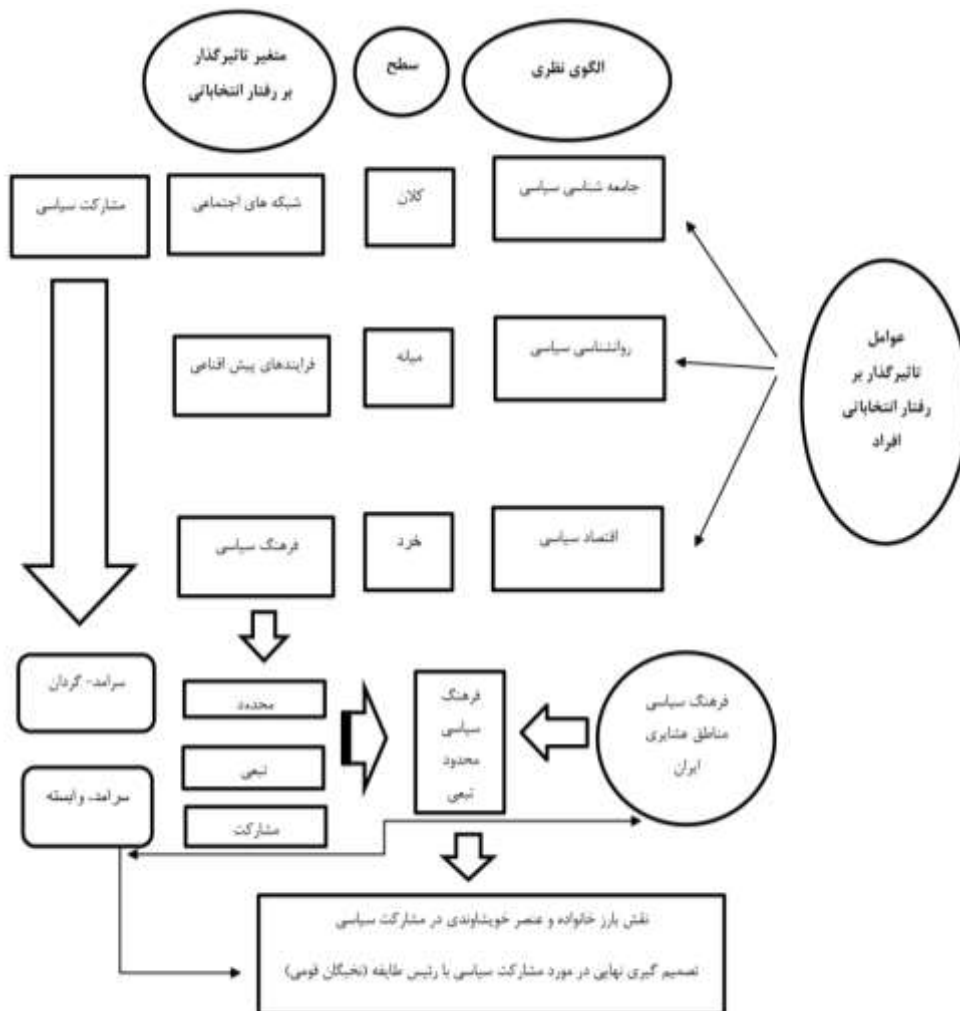 الگوی نظری
سطح
متغیر تاثیرگذار
بر رفتار انتخاباتی
جامعه شناسی سیاسی
کلان
شبکه های اجتماعی
مشارکت سیاسی
عوامل
تاثیرگذار بر
رفتار انتخاباتی
افراد
روانشناسی سیاسی
میانه
فرایندهای پیش اقناعی
اقتصاد سیاسی
خرد
فرهنگ سیاسی
فرهنگ سیاسی
مناطق عشایری
ایران
فرهنگ
سیاسی
محدود
تبعی
محدود
تبعی
مشارکت
سرامد- گردان
سرامد، وابسته
نقش بارز خانواده و عنصر خویشاوندی در مشارکت سیاسی
تصمیم گیری نهایی در مورد مشارکت سیاسی با رئیس طایفه (نخبگان قومی)